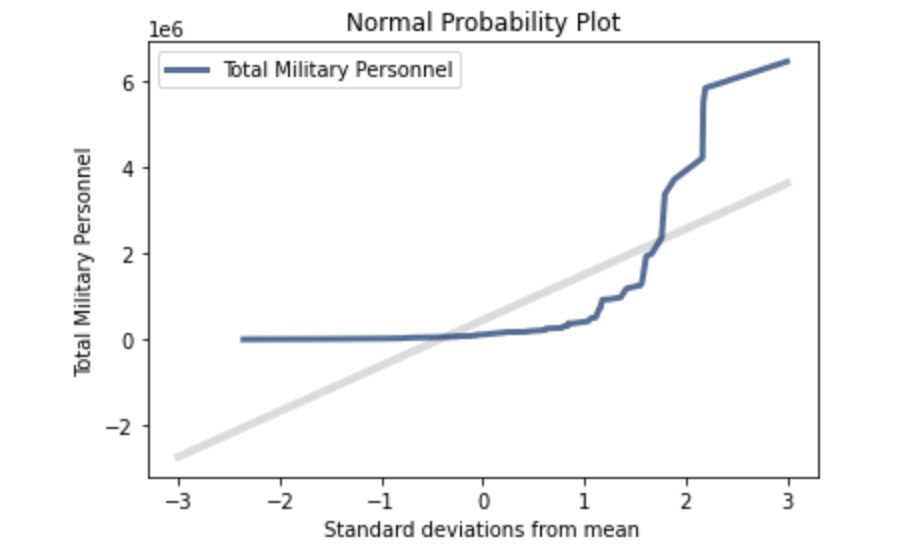 Normal Probability Plot
1e6
Total Military Personnel
6
4
2
0
−2
Total Military Personnel
−3
−2
−1
0
1
2
3
Standard deviations from mean